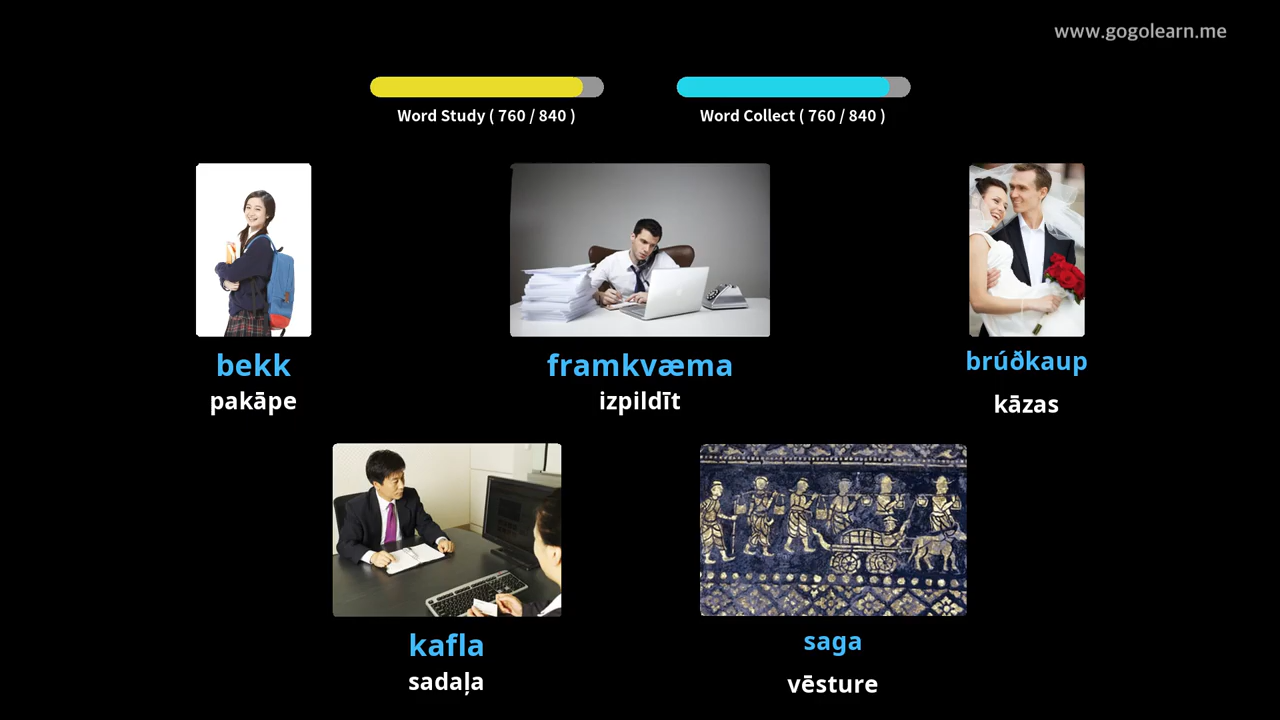 www.gogolearn.me
Word Study ( 760 / 840 )
Word Collect ( 760 / 840 )
bekk
pakāpe
framkvæma
izpildīt
brúðkaup
kāzas
kafla
sadaļa
saga
vēsture